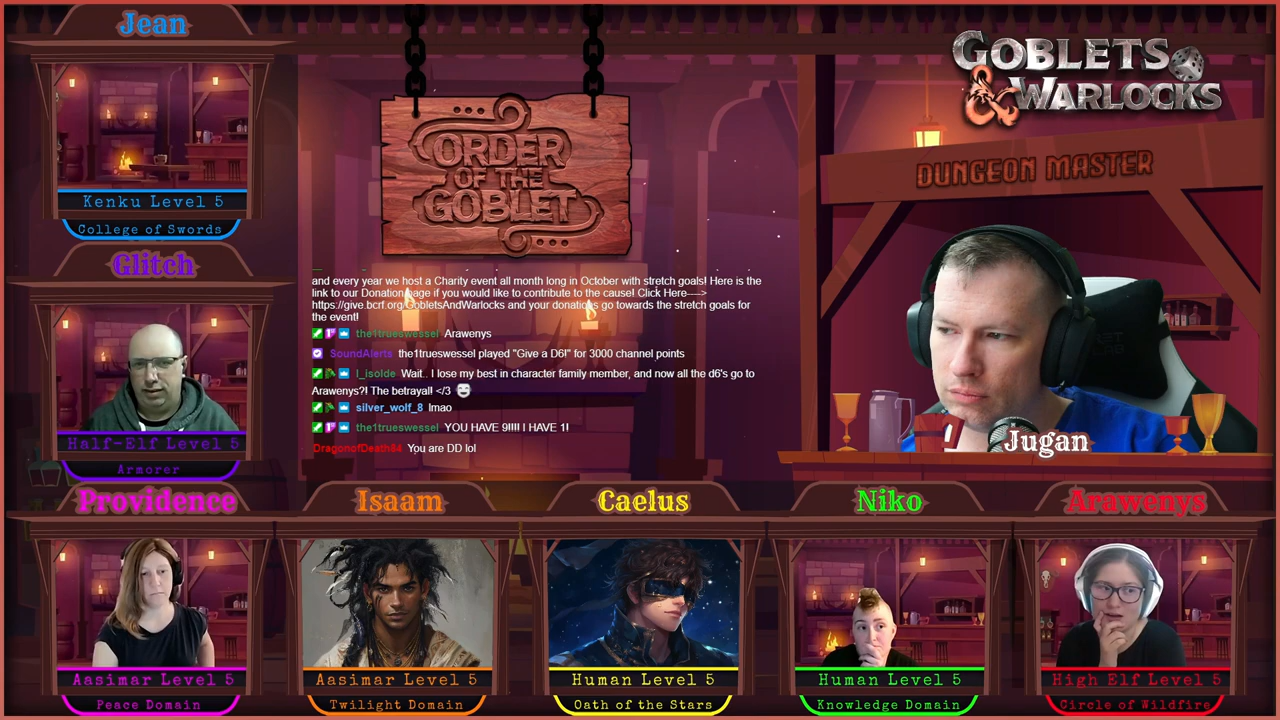 Jean
Kenku Level 5
College of Swords
Glitch
Half-Elf Level 5
Armorer
ORDER
OF THE
GOBLET
and every year we host a Charity event all month long in October with stretch goals! Here is the
link to our Donation page if you would like to contribute to the cause! Click Here---->
https://give.bcrf.org/GobletsAndWarlocks and your donations go towards the stretch goals for
the event!
the1trueswessel Arawenys
SoundAlerts the1trueswessel played "Give a D6!" for 3000 channel points
l_isolde Wait.. I lose my best in character family member, and now all the d6's go to
Arawenys?! The betrayal! </3
silver_wolf_8 lmao
the1trueswessel YOU HAVE 9!!!! I HAVE 1!
DragonofDeath84 You are DD lol
GOBLETS
& WARLOCKS
DUNGEON MASTER
Jugan
Providence
Aasimar Level 5
Peace Domain
Isaam
Aasimar Level 5
Twilight Domain
Caelus
Human Level 5
Oath of the Stars
Niko
Human Level 5
Knowledge Domain
Arawenys
High Elf Level 5
Circle of Wildfire